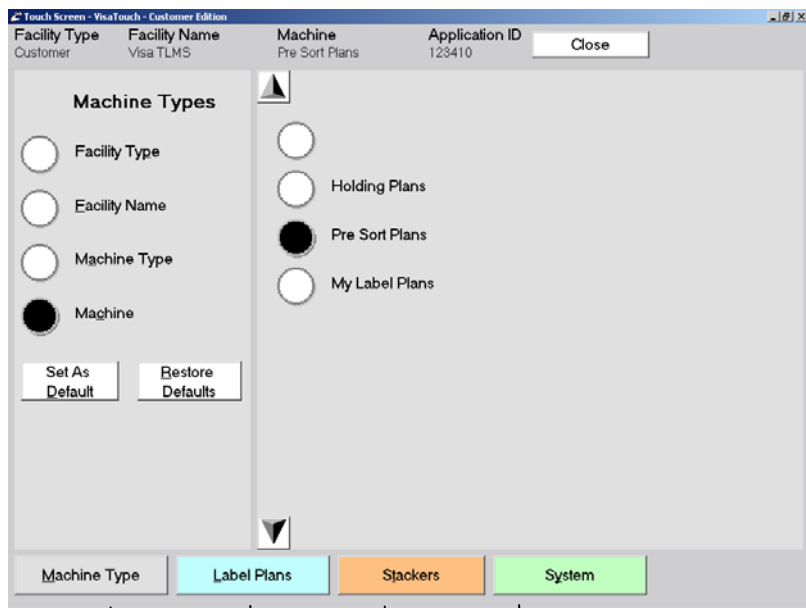 Touch Screen - VisaTouch - Customer Edition
Facility Type Facility Name Machine Application ID
Customer Visa TLMS Pre Sort Plans 123410
Close
Machine Types
Facility Type
Facility Name
Machine Type
Machine
Set As
Default
Restore
Defaults
Holding Plans
Pre Sort Plans
My Label Plans
Machine Type
Label Plans
Stackers
System